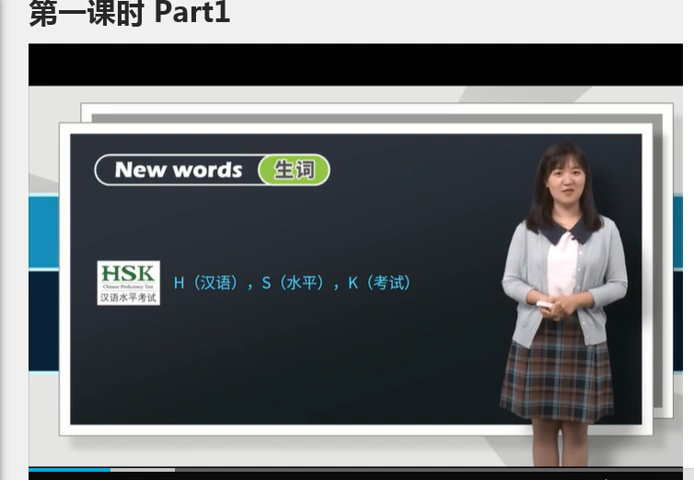 第一课时 Part1
New words 生词
HSK
Chinese Proficiency Test
汉语水平考试
H（汉语），S（水平），K（考试）